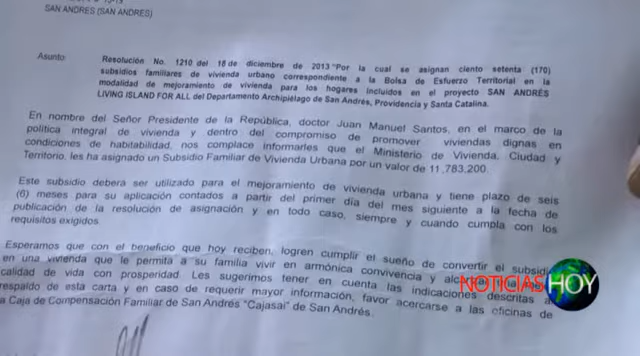 SAN ANDRES (SAN ANDRES)
Asunto: Resolución No. 1210 del 18 de diciembre de 2013 "Por la cual se asignan ciento setenta (170)
subsidios familiares de vivienda urbano correspondiente a la Bolsa de Esfuerzo Territorial en la
modalidad de mejoramiento de vivienda para los hogares incluidos en el proyecto SAN ANDRÉS
LIVING ISLAND FOR ALL del Departamento Archipiélago de San Andrés, Providencia y Santa Catalina.
En nombre del Señor Presidente de la República, doctor Juan Manuel Santos, en el marco de la
política integral de vivienda y dentro del compromiso de promover viviendas dignas en
condiciones de habitabilidad, nos complace informarles que el Ministerio de Vivienda, Ciudad y
Territorio, les ha asignado un Subsidio Familiar de Vivienda Urbana por un valor de 11,783,200.
Este subsidio deberá ser utilizado para el mejoramiento de vivienda urbana y tiene plazo de seis
(6) meses para su aplicación contados a partir del primer día del mes siguiente a la fecha de
publicación de la resolución de asignación y en todo caso, siempre y cuando cumpla con los
requisitos exigidos.
Esperamos que con el beneficio que hoy reciben, logren cumplir el sueño de convertir el subsidio
en una vivienda que le permita a su familia vivir en armónica convivencia y
calidad de vida con prosperidad. Les sugerimos tener en cuenta las indicaciones descritas
respaldo de esta carta y en caso de requerir mayor información, favor acercarse a las oficinas de
a Caja de Compensación Familiar de San Andrés "Cajasai" de San Andrés.
NOTICIAS HOY